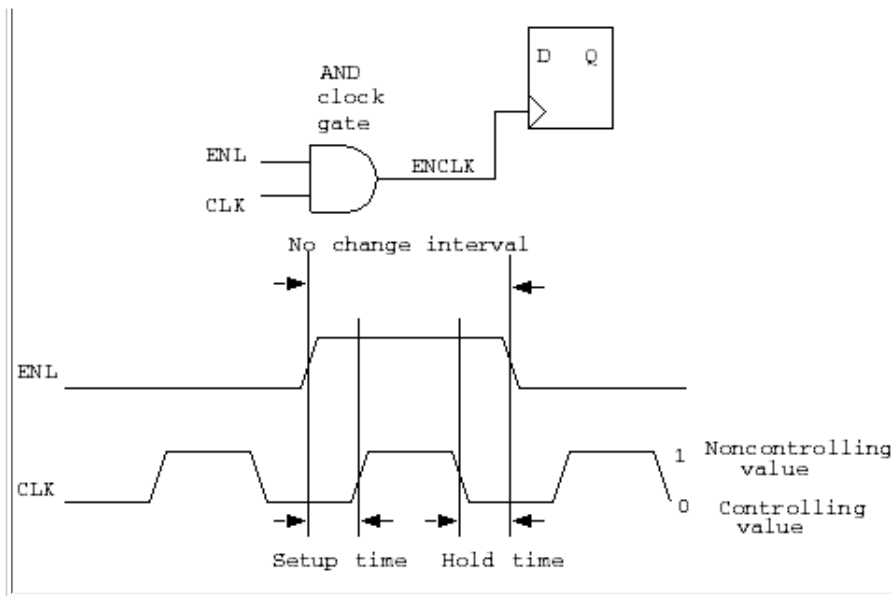 D Q
AND
clock
gate
ENL
ENCLK
CLK
No change interval
ENL
1 Noncontrolling
value
CLK
0 Controlling
value
Setup time Hold time